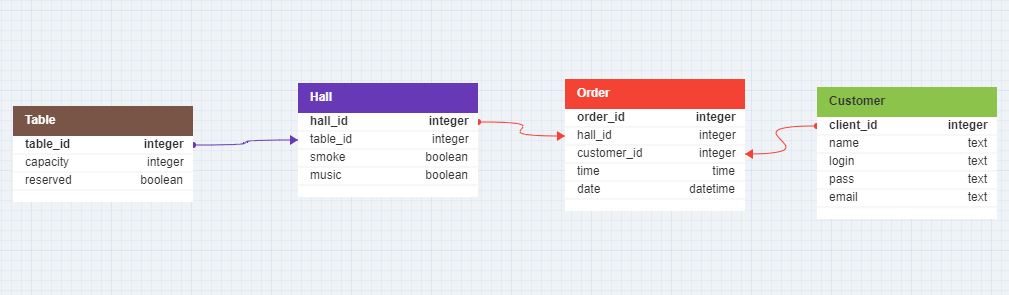 Table
table_id integer
capacity integer
reserved boolean
Hall
hall_id integer
table_id integer
smoke boolean
music boolean
Order
order_id integer
hall_id integer
customer_id integer
time time
date datetime
Customer
client_id integer
name text
login text
pass text
email text